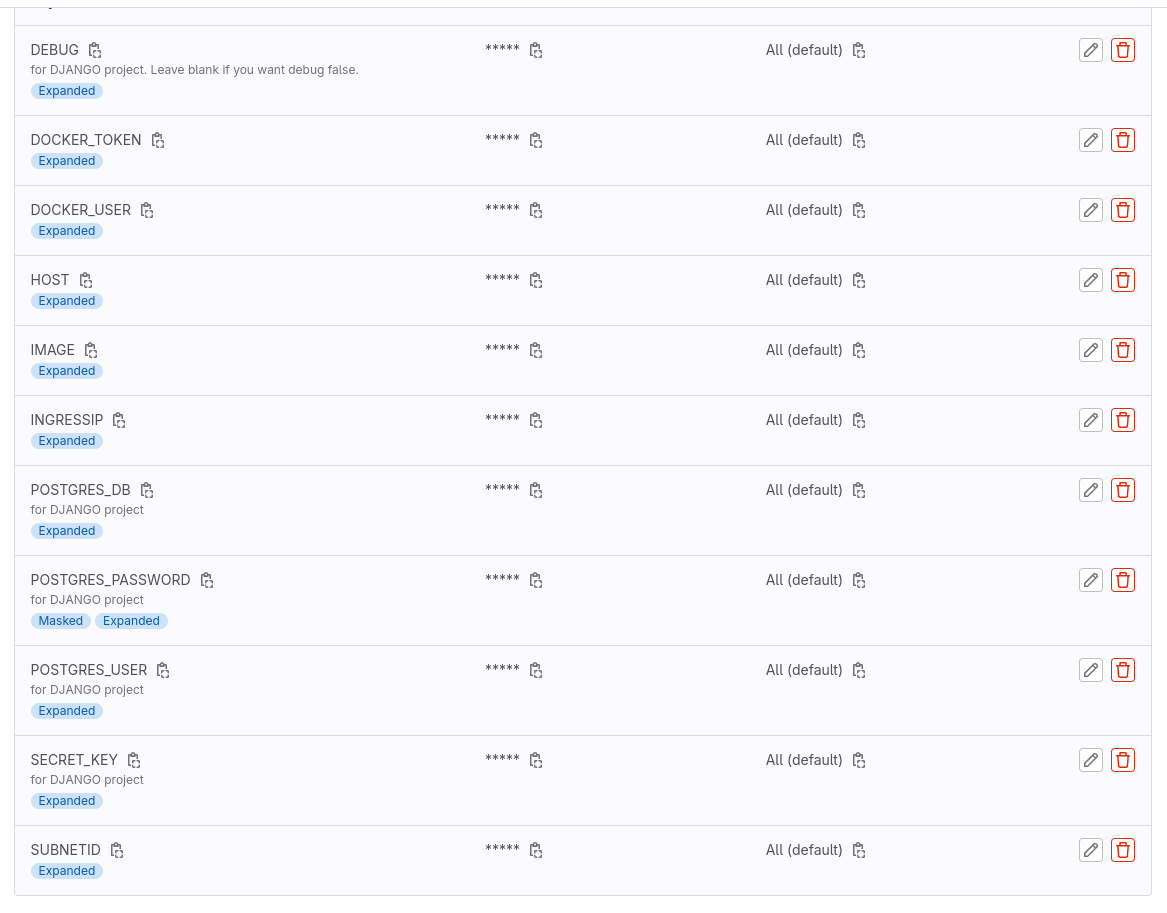 DEBUG ***** All (default)
for DJANGO project. Leave blank if you want debug false.
Expanded
DOCKER_TOKEN ***** All (default)
Expanded
DOCKER_USER ***** All (default)
Expanded
HOST ***** All (default)
Expanded
IMAGE ***** All (default)
Expanded
INGRESSIP ***** All (default)
Expanded
POSTGRES_DB ***** All (default)
for DJANGO project
Expanded
POSTGRES_PASSWORD ***** All (default)
for DJANGO project
Masked Expanded
POSTGRES_USER ***** All (default)
for DJANGO project
Expanded
SECRET_KEY ***** All (default)
for DJANGO project
Expanded
SUBNETID ***** All (default)
Expanded